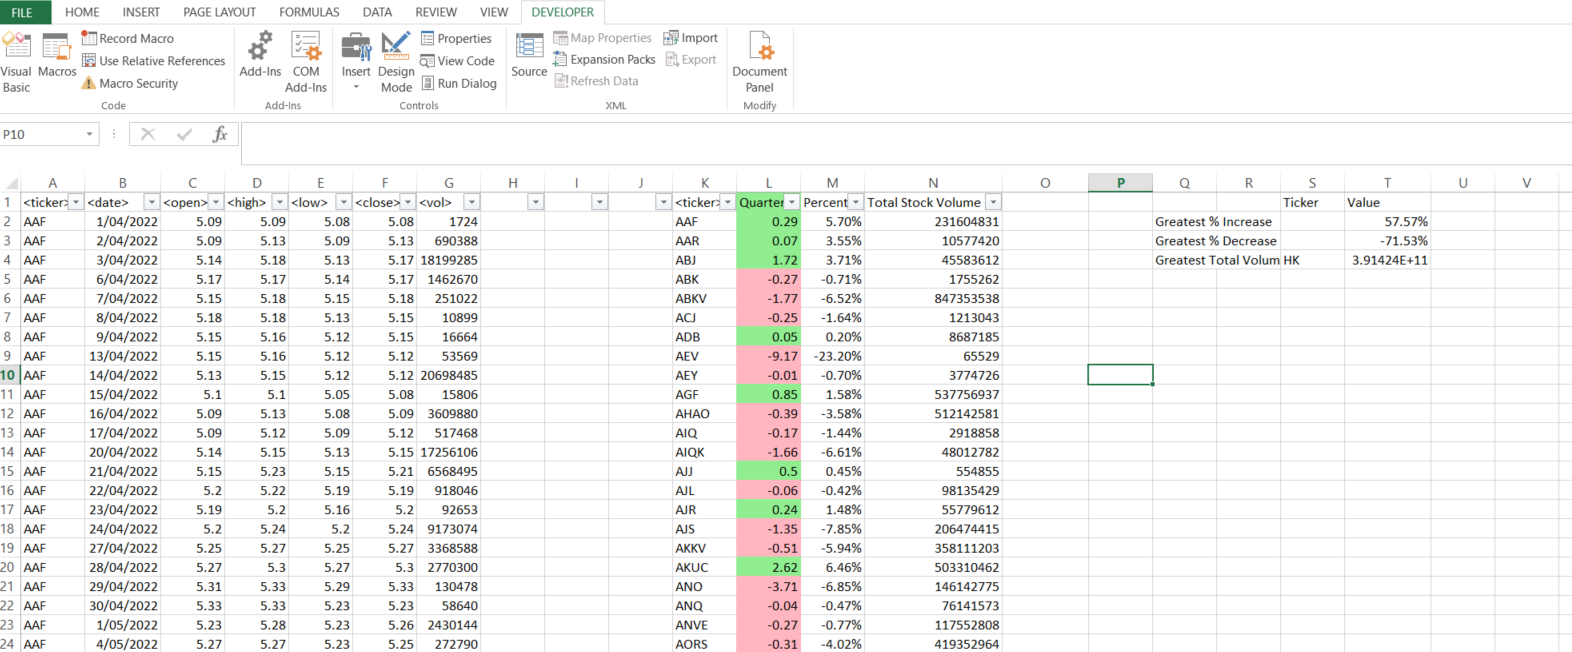 FILE HOME INSERT PAGE LAYOUT FORMULAS DATA REVIEW VIEW DEVELOPER
Record Macro Properties Map Properties Import
Use Relative References View Code Expansion Packs Export
Macro Security Run Dialog Refresh Data
Visual Basic Macros Add-Ins COM Add-Ins Insert Design Mode Source Document Panel
Code Add-Ins Controls XML Modify
P10 fx
A B C D E F G H I J K L M N O P Q R S T U V
1 <ticker> <date> <open> <high> <low> <close> <vol> <ticker> Quarter Percent Total Stock Volume Ticker Value
2 AAF 1/04/2022 5.09 5.09 5.08 5.08 1724 AAF 0.29 5.70% 231604831 Greatest % Increase 57.57%
3 AAF 2/04/2022 5.09 5.13 5.09 5.13 690388 AAR 0.07 3.55% 10577420 Greatest % Decrease -71.53%
4 AAF 3/04/2022 5.14 5.18 5.13 5.17 18199285 ABJ 1.72 3.71% 45583612 Greatest Total Volum HK 3.91424E+11
5 AAF 6/04/2022 5.17 5.17 5.14 5.17 1462670 ABK -0.27 -0.71% 1755262
6 AAF 7/04/2022 5.15 5.18 5.15 5.18 251022 ABKV -1.77 -6.52% 847353538
7 AAF 8/04/2022 5.18 5.18 5.13 5.15 10899 ACJ -0.25 -1.64% 1213043
8 AAF 9/04/2022 5.15 5.16 5.12 5.15 16664 ADB 0.05 0.20% 8687185
9 AAF 13/04/2022 5.15 5.16 5.12 5.12 53569 AEV -9.17 -23.20% 65529
10 AAF 14/04/2022 5.13 5.15 5.12 5.12 20698485 AEY -0.01 -0.70% 3774726
11 AAF 15/04/2022 5.1 5.1 5.05 5.08 15806 AGF 0.85 1.58% 537756937
12 AAF 16/04/2022 5.09 5.13 5.08 5.09 3609880 AHAO -0.39 -3.58% 512142581
13 AAF 17/04/2022 5.09 5.12 5.09 5.12 517468 AIQ -0.17 -1.44% 2918858
14 AAF 20/04/2022 5.14 5.15 5.13 5.15 17256106 AIQK -1.66 -6.61% 48012782
15 AAF 21/04/2022 5.15 5.23 5.15 5.21 6568495 AJJ 0.5 0.45% 554855
16 AAF 22/04/2022 5.2 5.22 5.19 5.19 918046 AJL -0.06 -0.42% 98135429
17 AAF 23/04/2022 5.19 5.2 5.16 5.2 92653 AJR 0.24 1.48% 55779612
18 AAF 24/04/2022 5.2 5.24 5.2 5.24 9173074 AJS -1.35 -7.85% 206474415
19 AAF 27/04/2022 5.25 5.27 5.25 5.27 3368588 AKKV -0.51 -5.94% 358111203
20 AAF 28/04/2022 5.27 5.3 5.27 5.3 2770300 AKUC 2.62 6.46% 503310462
21 AAF 29/04/2022 5.31 5.33 5.29 5.33 130478 ANO -3.71 -6.85% 146142775
22 AAF 30/04/2022 5.33 5.33 5.23 5.23 58640 ANQ -0.04 -0.47% 76141573
23 AAF 1/05/2022 5.23 5.28 5.23 5.26 2430144 ANVE -0.27 -0.77% 117552808
24 AAF 4/05/2022 5.27 5.27 5.23 5.25 272790 AORS -0.31 -4.02% 419352964